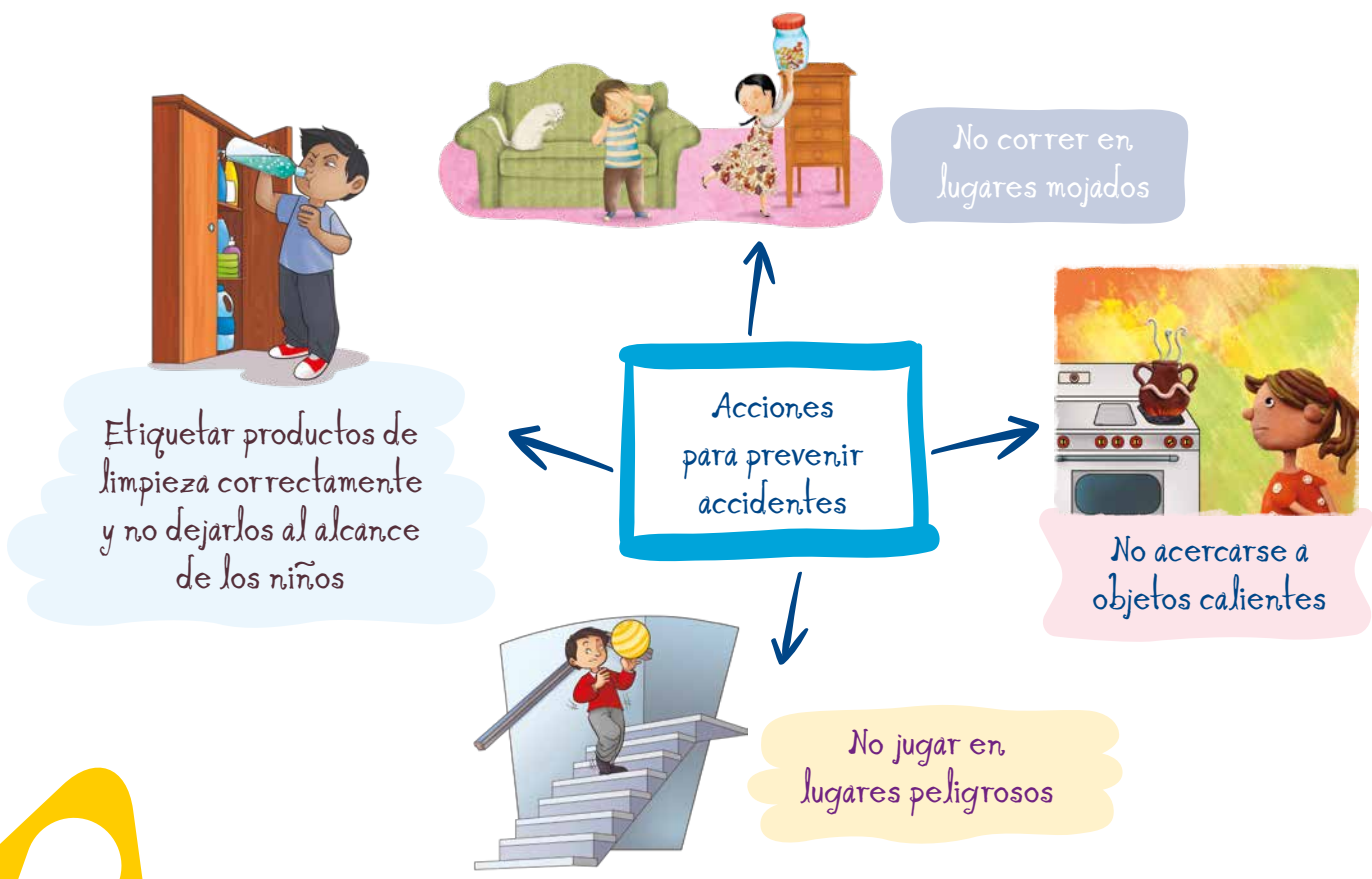 No correr en
lugares mojados
Etiquetar productos de
limpieza correctamente
y no dejarlos al alcance
de los niños
Acciones
para prevenir
accidentes
No acercarse a
objetos calientes
No jugar en
lugares peligrosos